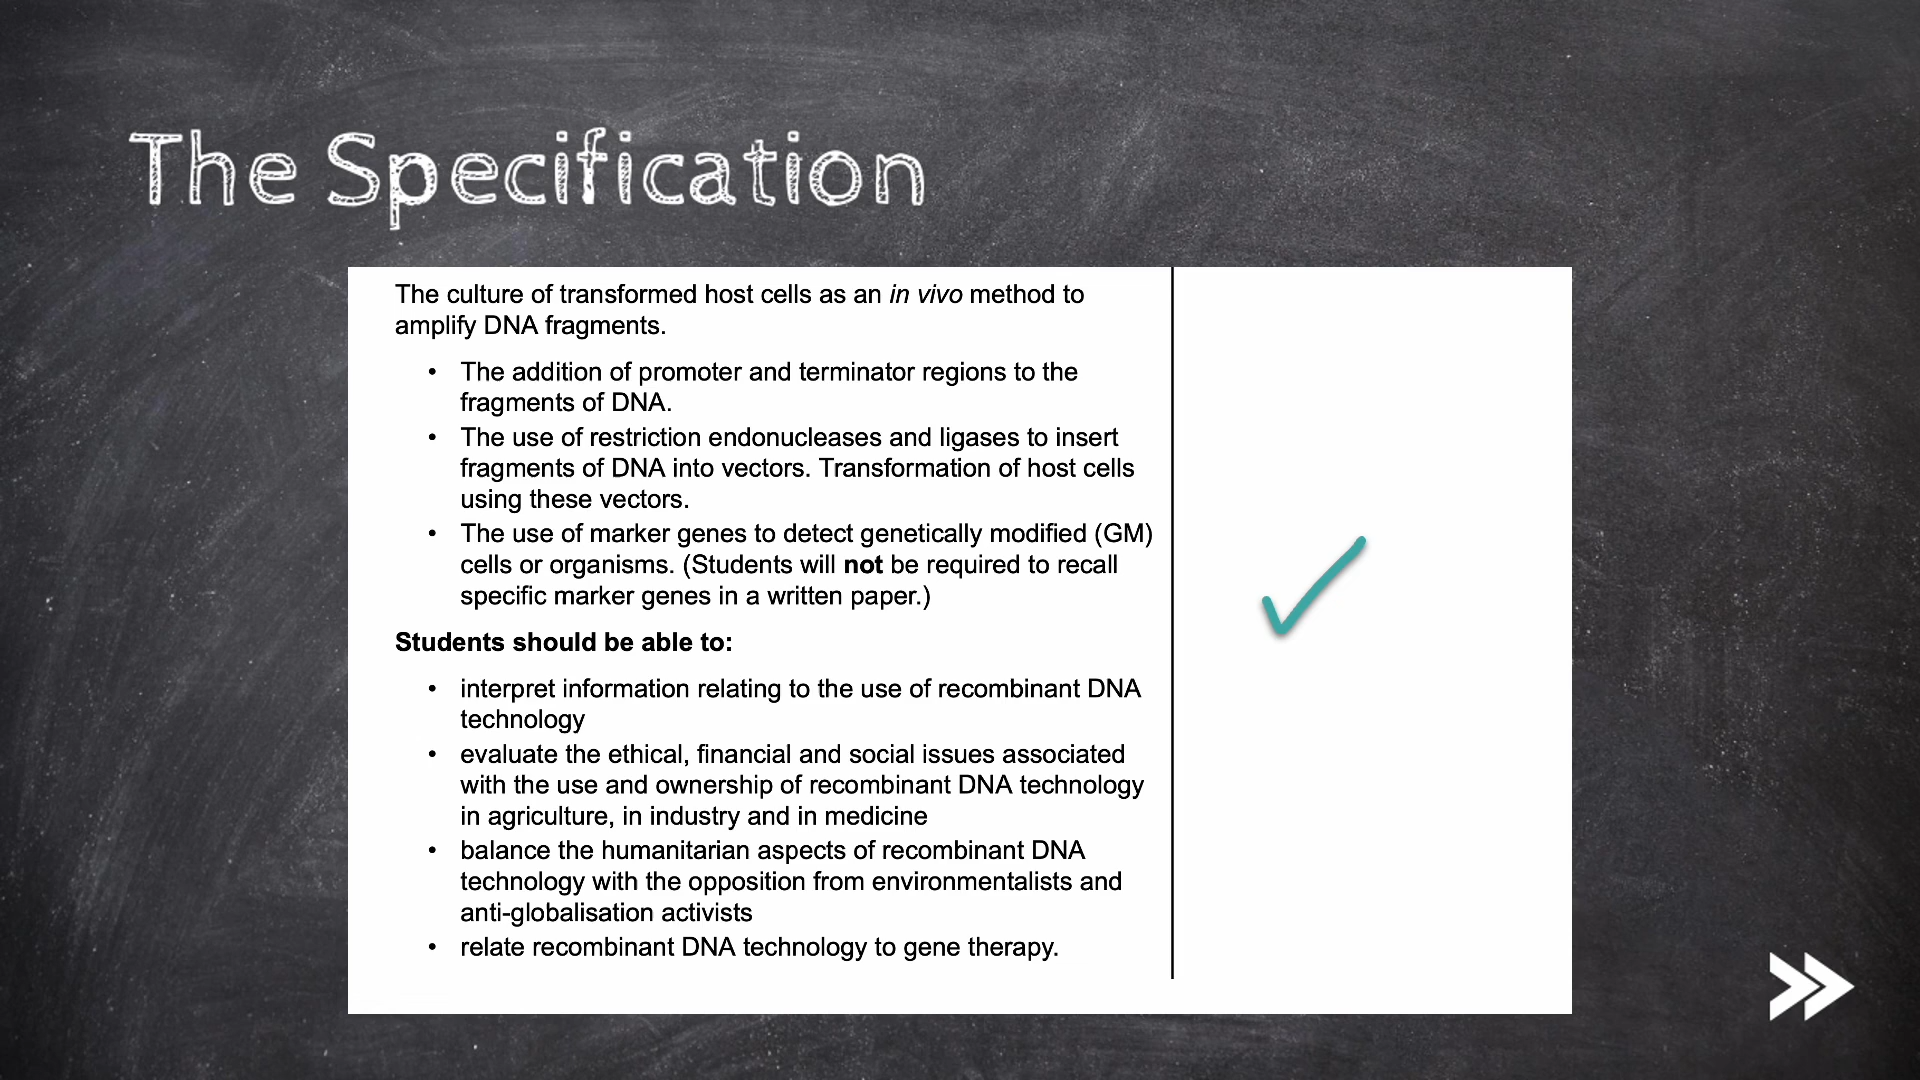 The Specification
The culture of transformed host cells as an in vivo method to
amplify DNA fragments.
• The addition of promoter and terminator regions to the
fragments of DNA.
• The use of restriction endonucleases and ligases to insert
fragments of DNA into vectors. Transformation of host cells
using these vectors.
• The use of marker genes to detect genetically modified (GM)
cells or organisms. (Students will not be required to recall
specific marker genes in a written paper.)
Students should be able to:
• interpret information relating to the use of recombinant DNA
technology
• evaluate the ethical, financial and social issues associated
with the use and ownership of recombinant DNA technology
in agriculture, in industry and in medicine
• balance the humanitarian aspects of recombinant DNA
technology with the opposition from environmentalists and
anti-globalisation activists
• relate recombinant DNA technology to gene therapy.